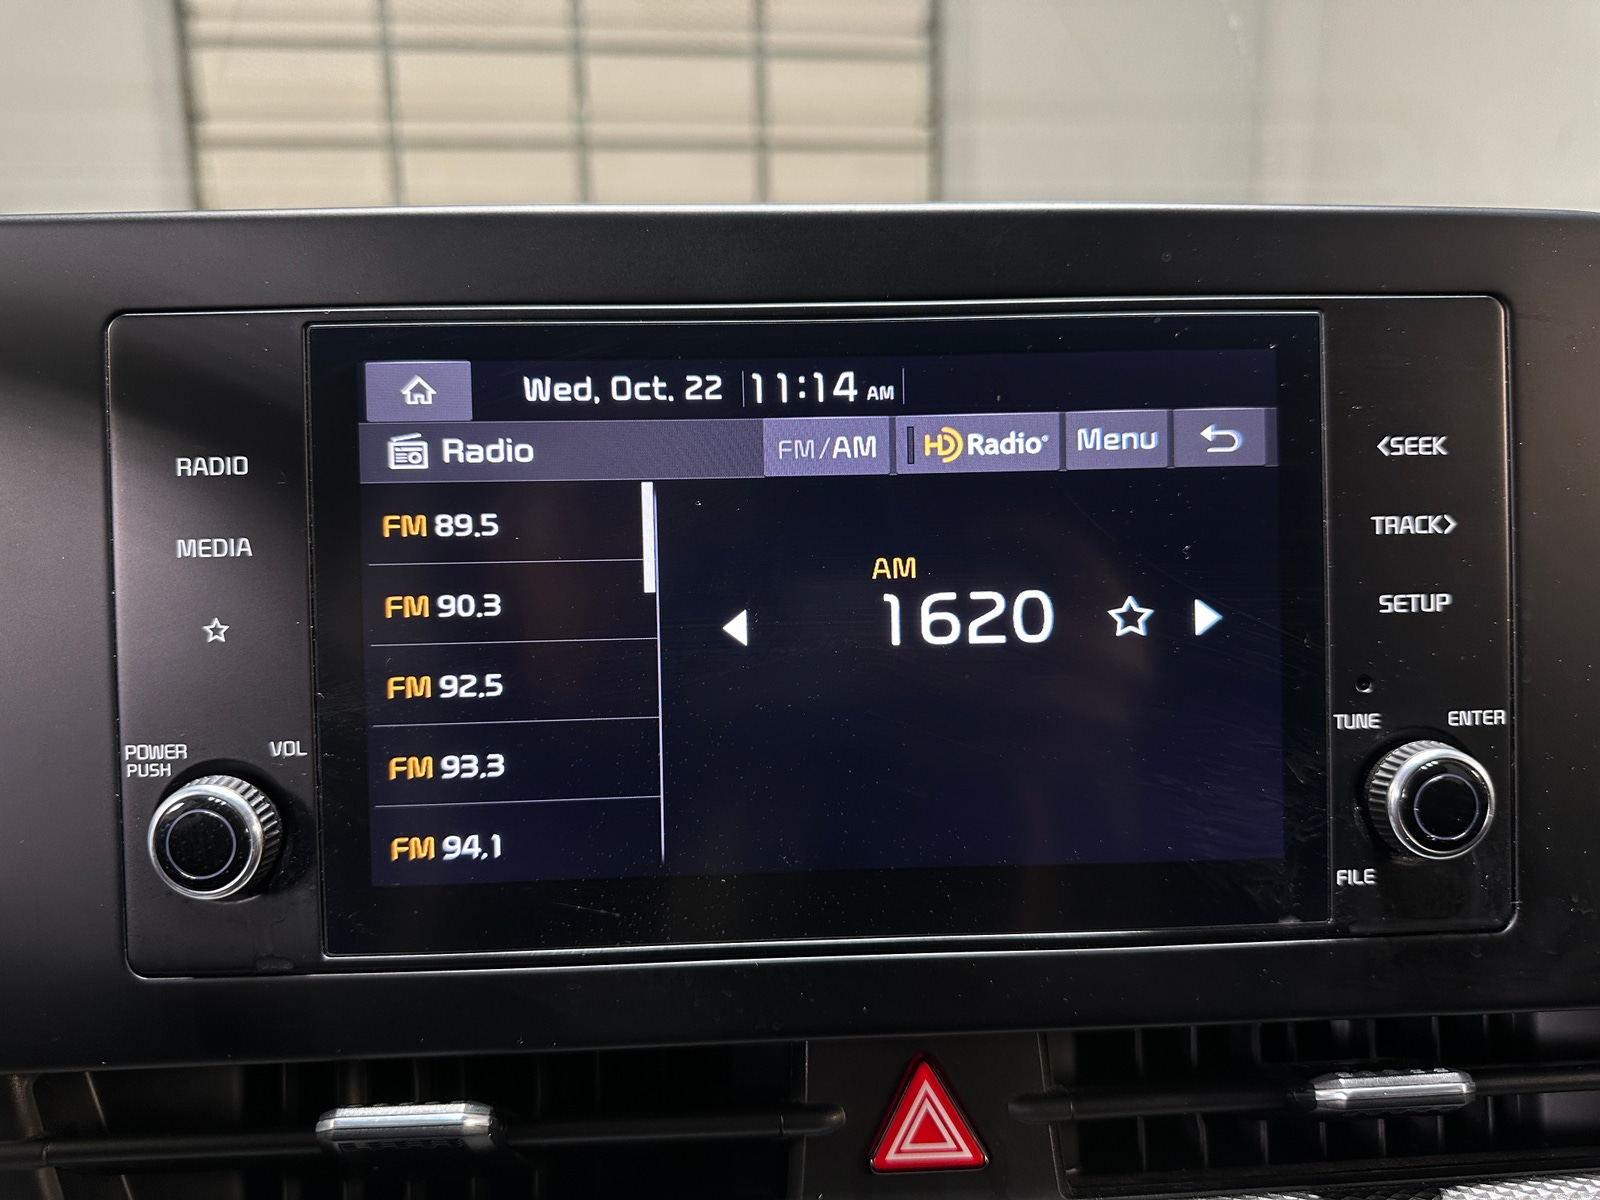 Wed, Oct. 22 11:14 AM
Radio FM/AM HD Radio® Menu
FM 89.5
FM 90.3
FM 92.5
FM 93.3
FM 94.1
AM
1620
RADIO
MEDIA
POWER
PUSH
VOL
<SEEK
TRACK>
SETUP
TUNE
ENTER
FILE